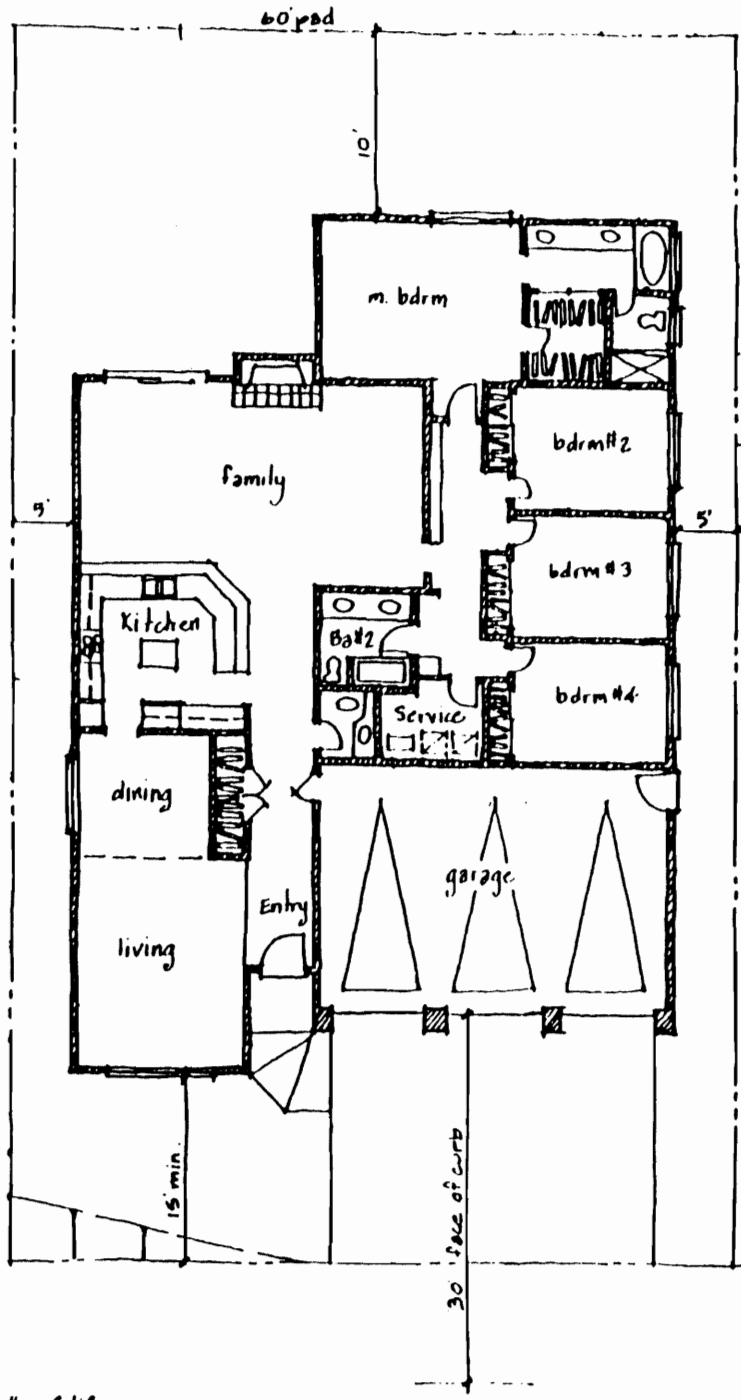 60' pad
10'
m. bdrm
bdrm#2
family
5'
5'
bdrm #3
Kitchen
Ba#2
bdrm #4
Service
dining
garage
Entry
living
15' min.
30' face of curb